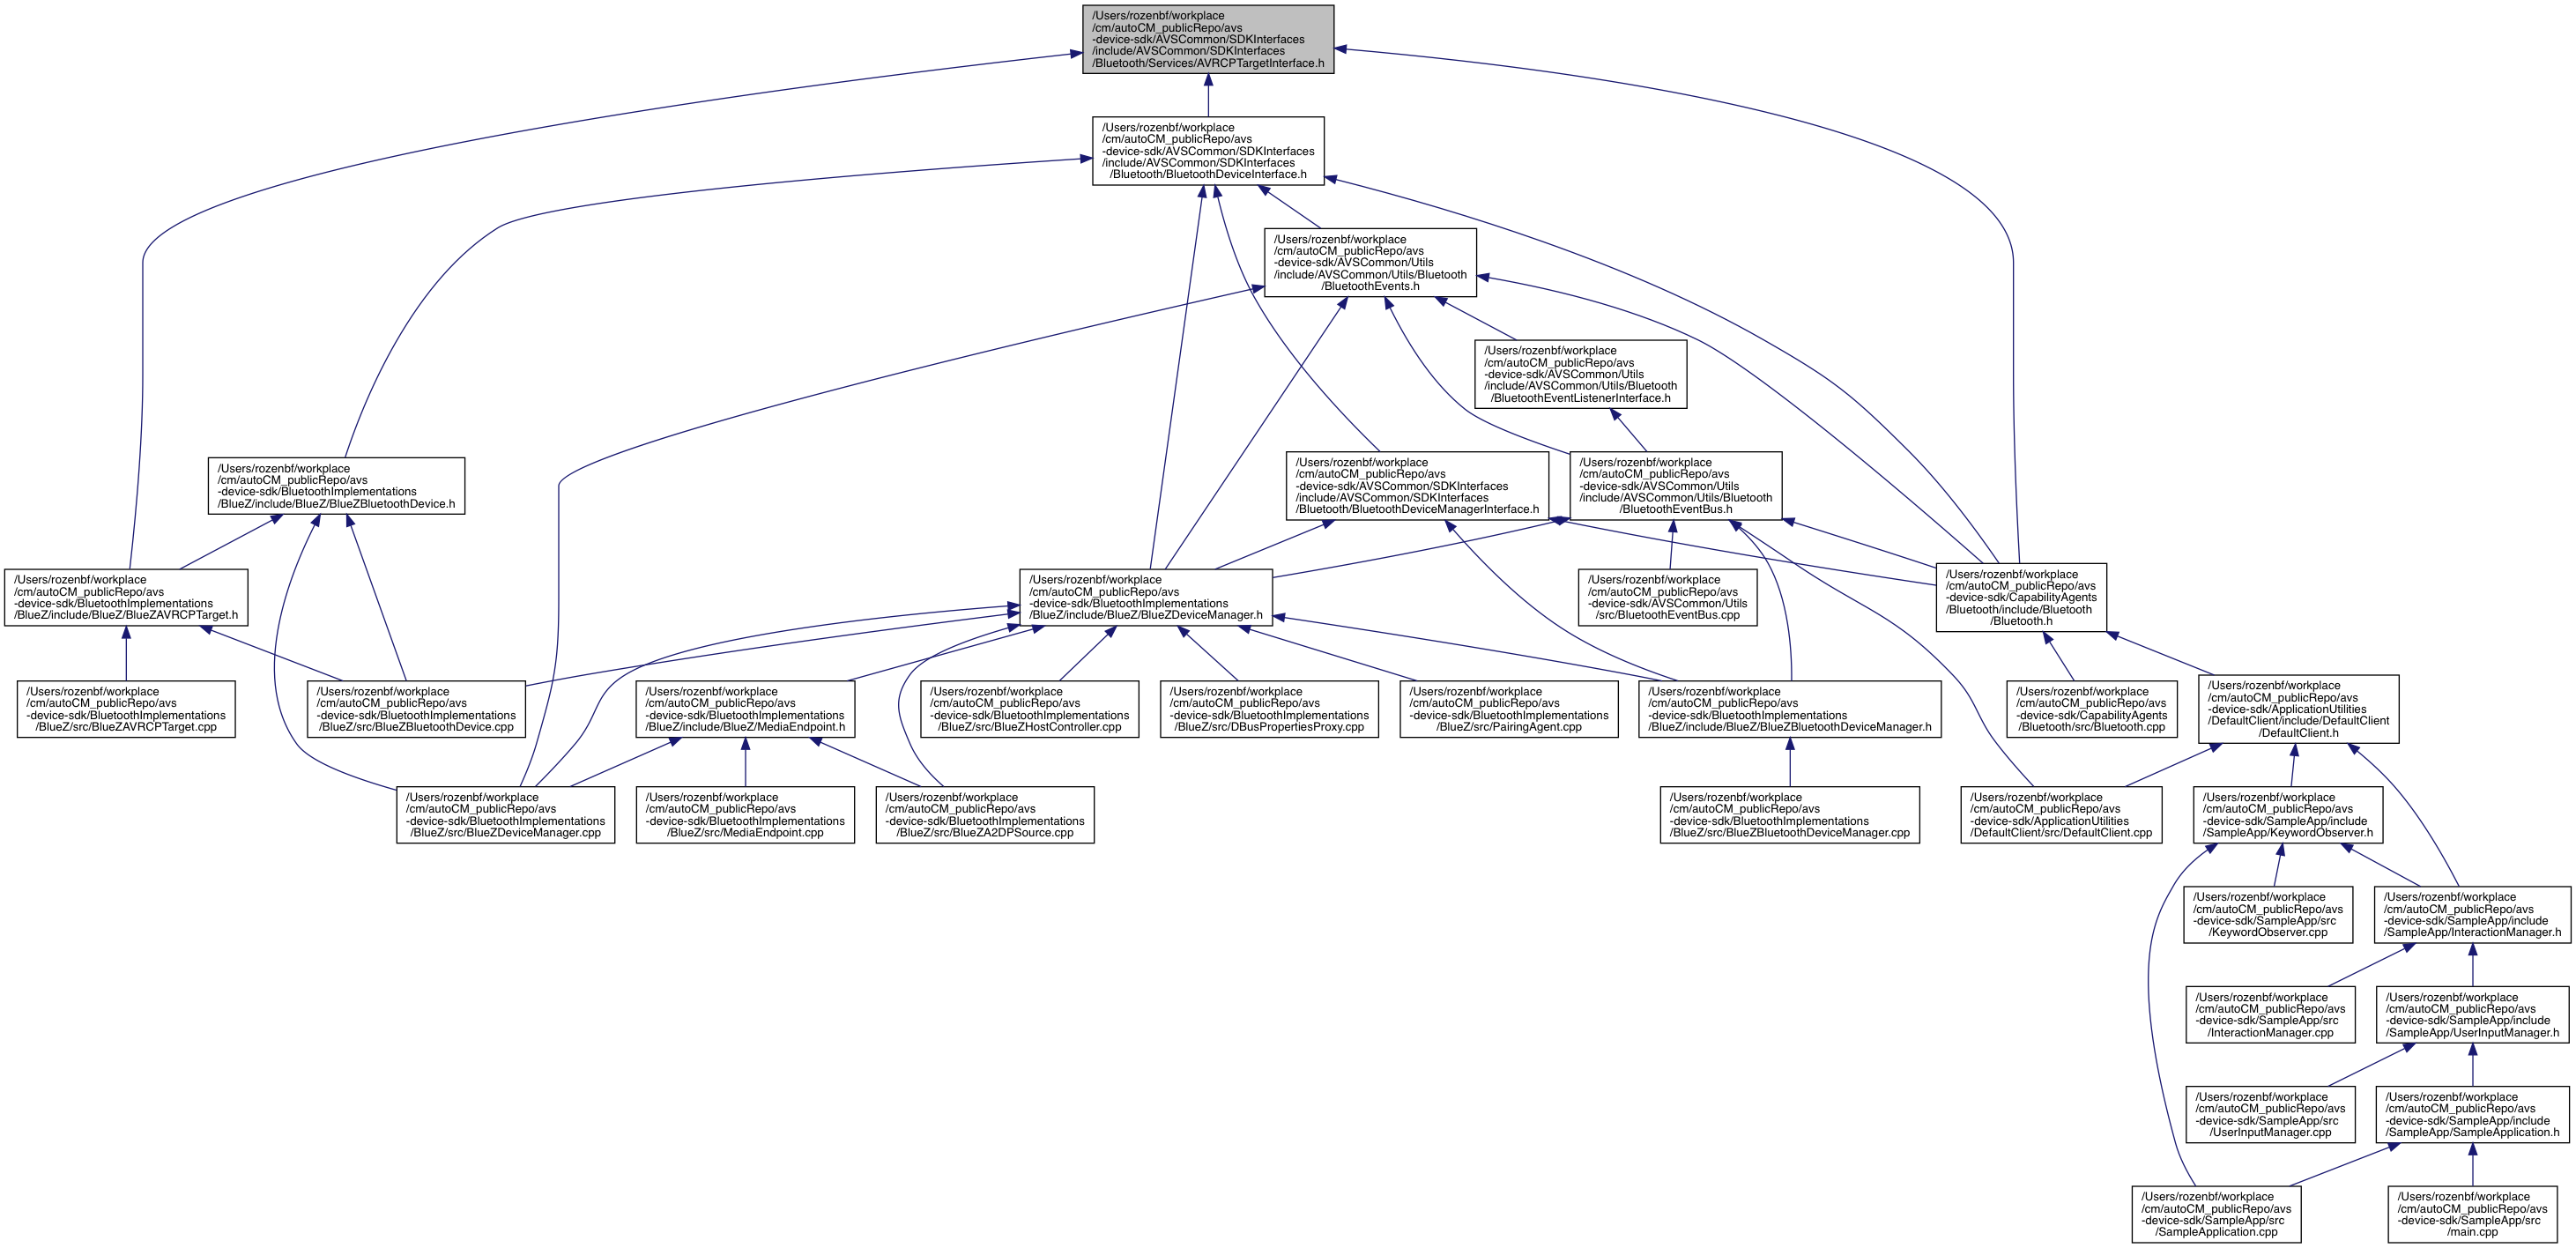 /Users/rozenbf/workplace
/cm/autoCM_publicRepo/avs
-device-sdk/AVSCommon/SDKInterfaces
/include/AVSCommon/SDKInterfaces
/Bluetooth/Services/AVRCPTargetInterface.h
/Users/rozenbf/workplace
/cm/autoCM_publicRepo/avs
-device-sdk/AVSCommon/SDKInterfaces
/include/AVSCommon/SDKInterfaces
/Bluetooth/BluetoothDeviceInterface.h
/Users/rozenbf/workplace
/cm/autoCM_publicRepo/avs
-device-sdk/AVSCommon/Utils
/include/AVSCommon/Utils/Bluetooth
/BluetoothEvents.h
/Users/rozenbf/workplace
/cm/autoCM_publicRepo/avs
-device-sdk/AVSCommon/Utils
/include/AVSCommon/Utils/Bluetooth
/BluetoothEventListenerInterface.h
/Users/rozenbf/workplace
/cm/autoCM_publicRepo/avs
-device-sdk/BluetoothImplementations
/BlueZ/include/BlueZ/BlueZBluetoothDevice.h
/Users/rozenbf/workplace
/cm/autoCM_publicRepo/avs
-device-sdk/AVSCommon/SDKInterfaces
/include/AVSCommon/SDKInterfaces
/Bluetooth/BluetoothDeviceManagerInterface.h
/Users/rozenbf/workplace
/cm/autoCM_publicRepo/avs
-device-sdk/AVSCommon/Utils
/include/AVSCommon/Utils/Bluetooth
/BluetoothEventBus.h
/Users/rozenbf/workplace
/cm/autoCM_publicRepo/avs
-device-sdk/BluetoothImplementations
/BlueZ/include/BlueZ/BlueZAVRCPTarget.h
/Users/rozenbf/workplace
/cm/autoCM_publicRepo/avs
-device-sdk/BluetoothImplementations
/BlueZ/include/BlueZ/BlueZDeviceManager.h
/Users/rozenbf/workplace
/cm/autoCM_publicRepo/avs
-device-sdk/AVSCommon/Utils
/src/BluetoothEventBus.cpp
/Users/rozenbf/workplace
/cm/autoCM_publicRepo/avs
-device-sdk/CapabilityAgents
/Bluetooth/include/Bluetooth
/Bluetooth.h
/Users/rozenbf/workplace
/cm/autoCM_publicRepo/avs
-device-sdk/BluetoothImplementations
/BlueZ/src/BlueZAVRCPTarget.cpp
/Users/rozenbf/workplace
/cm/autoCM_publicRepo/avs
-device-sdk/BluetoothImplementations
/BlueZ/src/BlueZBluetoothDevice.cpp
/Users/rozenbf/workplace
/cm/autoCM_publicRepo/avs
-device-sdk/BluetoothImplementations
/BlueZ/include/BlueZ/MediaEndpoint.h
/Users/rozenbf/workplace
/cm/autoCM_publicRepo/avs
-device-sdk/BluetoothImplementations
/BlueZ/src/BlueZHostController.cpp
/Users/rozenbf/workplace
/cm/autoCM_publicRepo/avs
-device-sdk/BluetoothImplementations
/BlueZ/src/DBusPropertiesProxy.cpp
/Users/rozenbf/workplace
/cm/autoCM_publicRepo/avs
-device-sdk/BluetoothImplementations
/BlueZ/src/PairingAgent.cpp
/Users/rozenbf/workplace
/cm/autoCM_publicRepo/avs
-device-sdk/BluetoothImplementations
/BlueZ/include/BlueZ/BlueZBluetoothDeviceManager.h
/Users/rozenbf/workplace
/cm/autoCM_publicRepo/avs
-device-sdk/CapabilityAgents
/Bluetooth/src/Bluetooth.cpp
/Users/rozenbf/workplace
/cm/autoCM_publicRepo/avs
-device-sdk/ApplicationUtilities
/DefaultClient/include/DefaultClient
/DefaultClient.h
/Users/rozenbf/workplace
/cm/autoCM_publicRepo/avs
-device-sdk/BluetoothImplementations
/BlueZ/src/BlueZDeviceManager.cpp
/Users/rozenbf/workplace
/cm/autoCM_publicRepo/avs
-device-sdk/BluetoothImplementations
/BlueZ/src/MediaEndpoint.cpp
/Users/rozenbf/workplace
/cm/autoCM_publicRepo/avs
-device-sdk/BluetoothImplementations
/BlueZ/src/BlueZA2DPSource.cpp
/Users/rozenbf/workplace
/cm/autoCM_publicRepo/avs
-device-sdk/BluetoothImplementations
/BlueZ/src/BlueZBluetoothDeviceManager.cpp
/Users/rozenbf/workplace
/cm/autoCM_publicRepo/avs
-device-sdk/ApplicationUtilities
/DefaultClient/src/DefaultClient.cpp
/Users/rozenbf/workplace
/cm/autoCM_publicRepo/avs
-device-sdk/SampleApp/include
/SampleApp/KeywordObserver.h
/Users/rozenbf/workplace
/cm/autoCM_publicRepo/avs
-device-sdk/SampleApp/src
/KeywordObserver.cpp
/Users/rozenbf/workplace
/cm/autoCM_publicRepo/avs
-device-sdk/SampleApp/include
/SampleApp/InteractionManager.h
/Users/rozenbf/workplace
/cm/autoCM_publicRepo/avs
-device-sdk/SampleApp/src
/InteractionManager.cpp
/Users/rozenbf/workplace
/cm/autoCM_publicRepo/avs
-device-sdk/SampleApp/include
/SampleApp/UserInputManager.h
/Users/rozenbf/workplace
/cm/autoCM_publicRepo/avs
-device-sdk/SampleApp/src
/UserInputManager.cpp
/Users/rozenbf/workplace
/cm/autoCM_publicRepo/avs
-device-sdk/SampleApp/include
/SampleApp/SampleApplication.h
/Users/rozenbf/workplace
/cm/autoCM_publicRepo/avs
-device-sdk/SampleApp/src
/SampleApplication.cpp
/Users/rozenbf/workplace
/cm/autoCM_publicRepo/avs
-device-sdk/SampleApp/src
/main.cpp